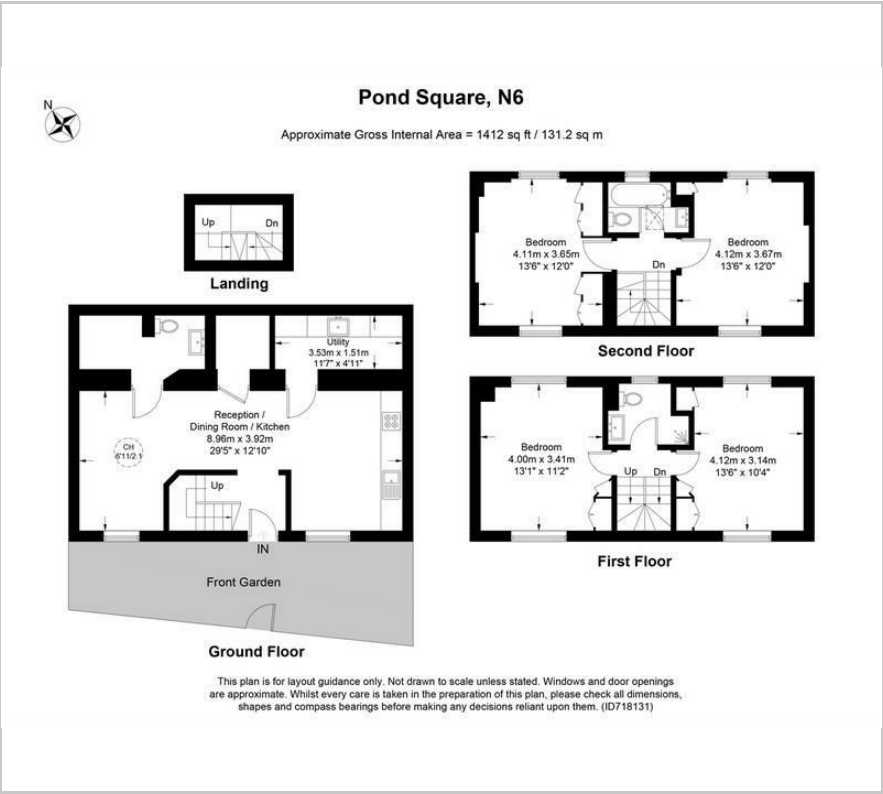 Pond Square, N6
N
Approximate Gross Internal Area = 1412 sq ft / 131.2 sq m
Up
Dn
Landing
Bedroom
4.11m x 3.65m
13'6" x 12'0"
Bedroom
4.12m x 3.67m
13'6" x 12'0"
Dn
Second Floor
Utility
3.53m x 1.51m
11'7" x 4'11"
Reception /
Dining Room / Kitchen
8.96m x 3.92m
29'5" x 12'10"
CH
6'11/2.1
Up
IN
Front Garden
Ground Floor
Bedroom
4.00m x 3.41m
13'1" x 11'2"
Up
Dn
Bedroom
4.12m x 3.14m
13'6" x 10'4"
First Floor
This plan is for layout guidance only. Not drawn to scale unless stated. Windows and door openings
are approximate. Whilst every care is taken in the preparation of this plan, please check all dimensions,
shapes and compass bearings before making any decisions reliant upon them. (ID718131)